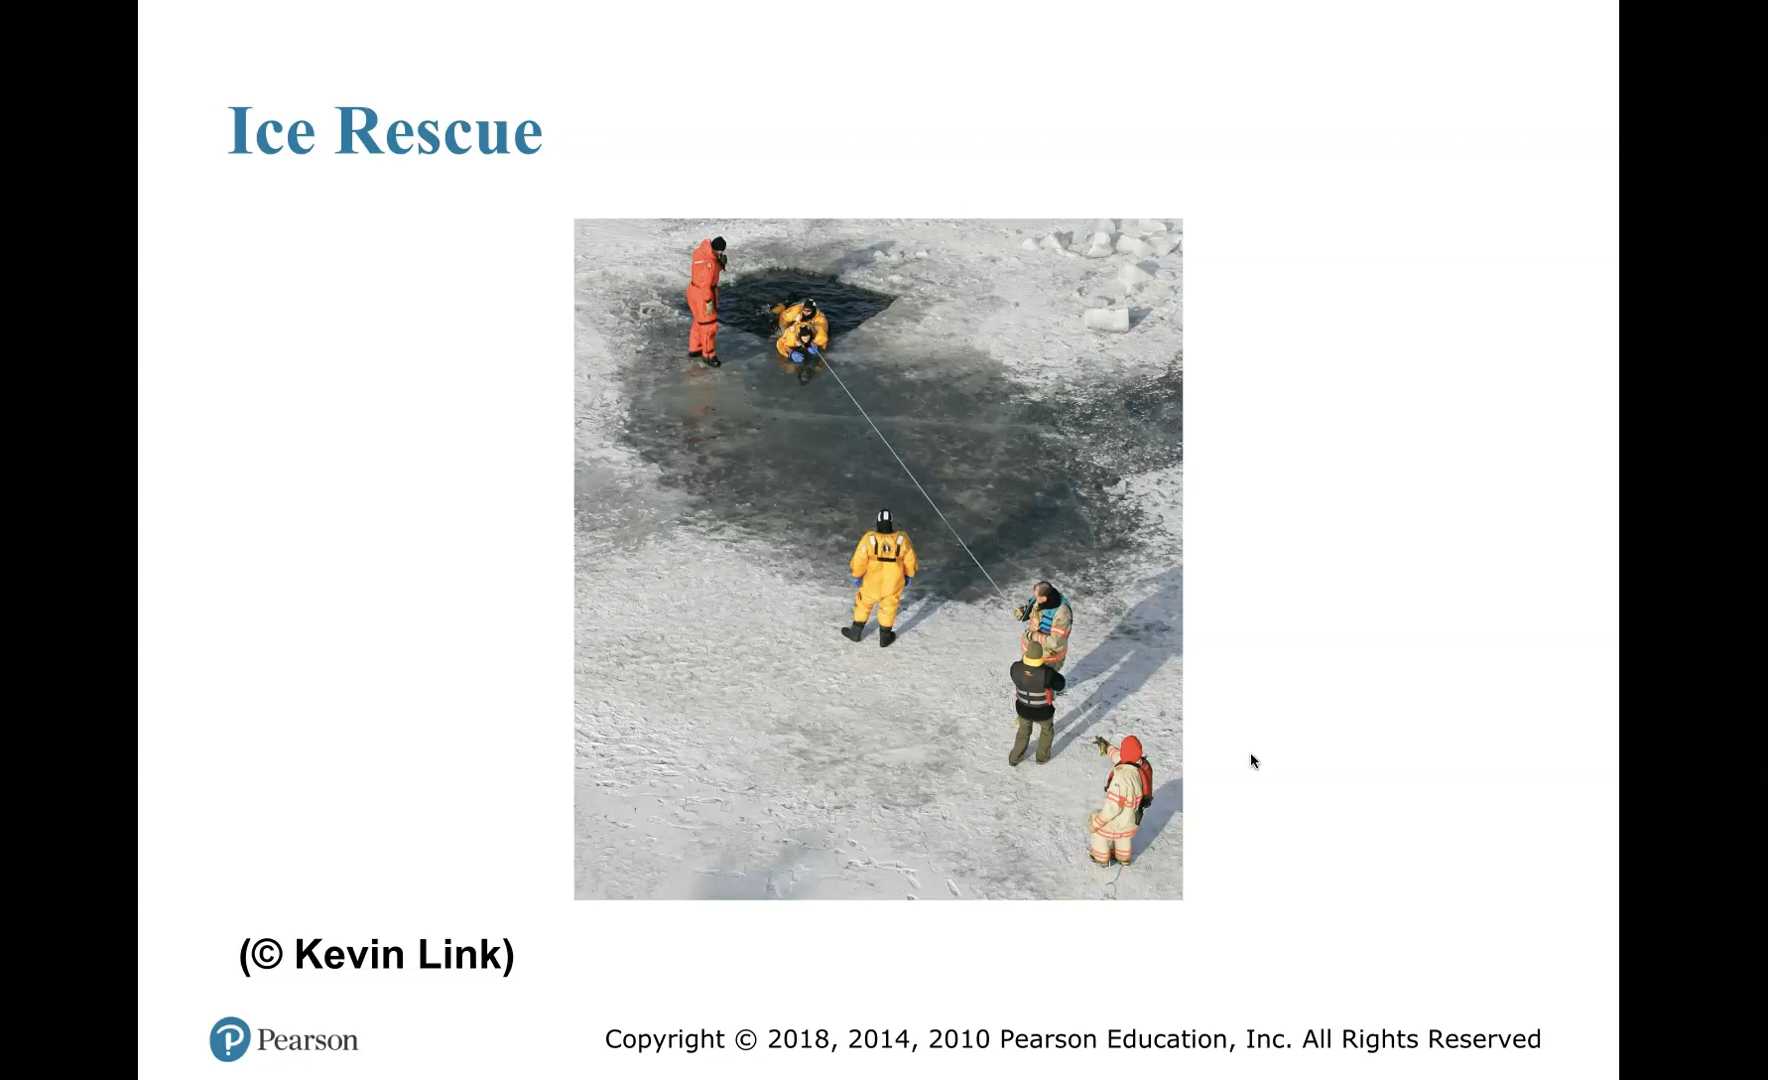 Ice Rescue
(© Kevin Link)
Pearson
Copyright © 2018, 2014, 2010 Pearson Education, Inc. All Rights Reserved